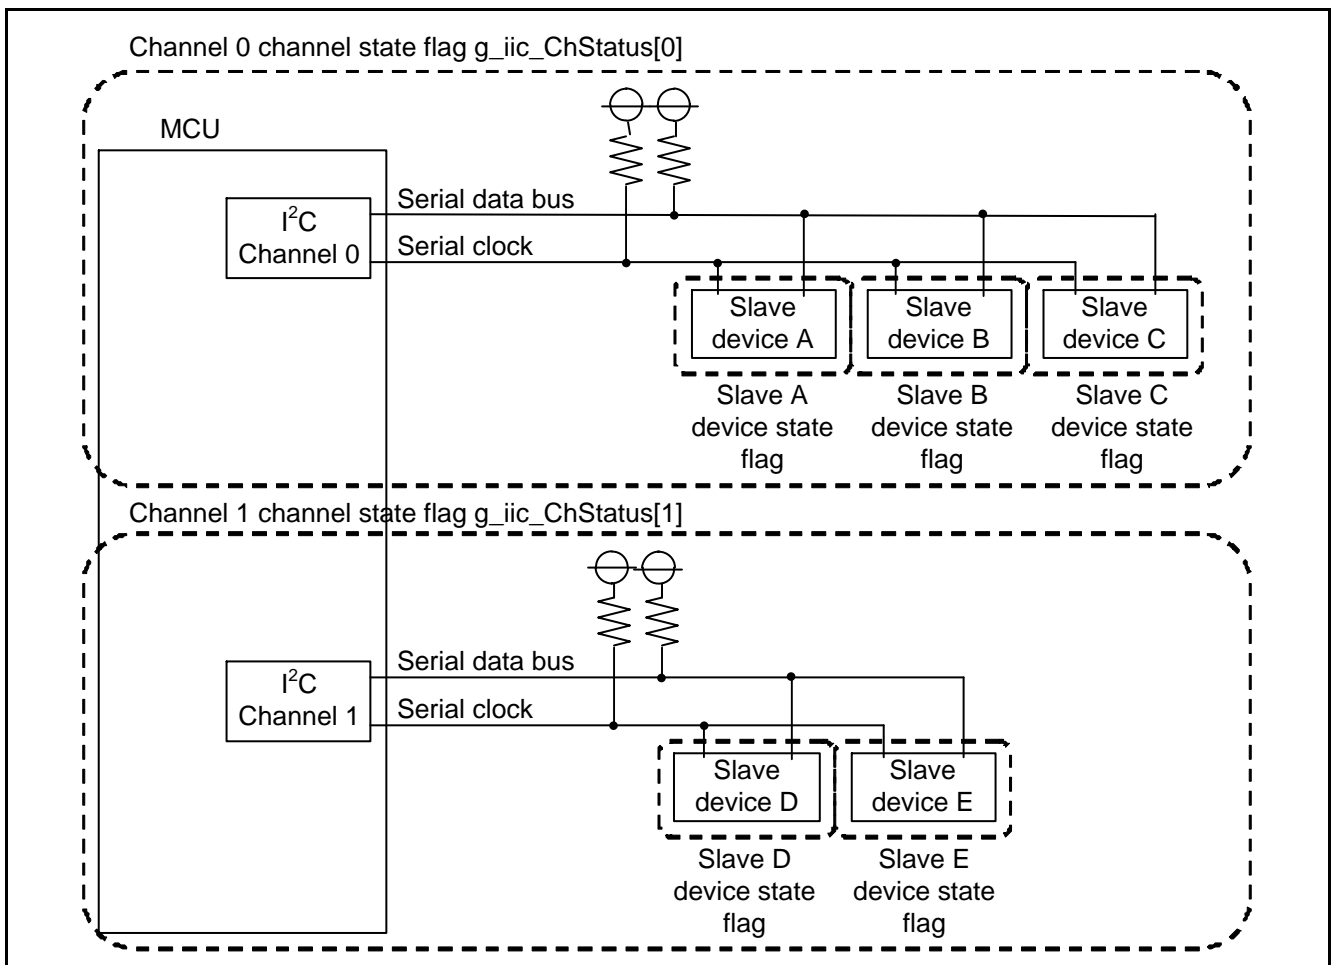 Channel 0 channel state flag g_iic_ChStatus[0]
MCU
Serial data bus
I²C
Channel 0
Serial clock
Slave
device A
Slave
device B
Slave
device C
Slave A
device state
flag
Slave B
device state
flag
Slave C
device state
flag
Channel 1 channel state flag g_iic_ChStatus[1]
Serial data bus
I²C
Channel 1
Serial clock
Slave
device D
Slave
device E
Slave D
device state
flag
Slave E
device state
flag